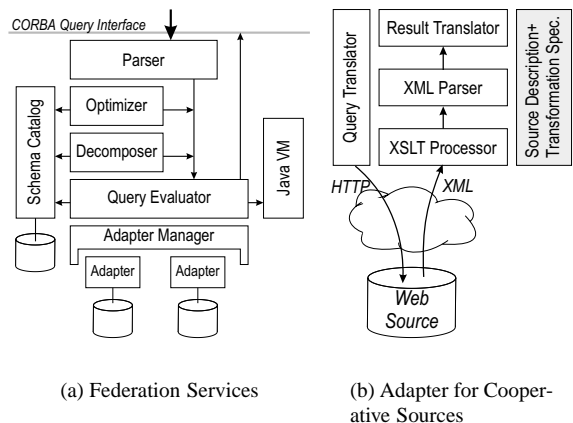 CORBA Query Interface
Parser
Optimizer
Decomposer
Schema Catalog
Java VM
Query Evaluator
Adapter Manager
Adapter
Adapter
(a) Federation Services
Query Translator
Result Translator
XML Parser
XSLT Processor
Source Description+
Transformation Spec.
HTTP
XML
Web
Source
(b) Adapter for Cooper-
ative Sources